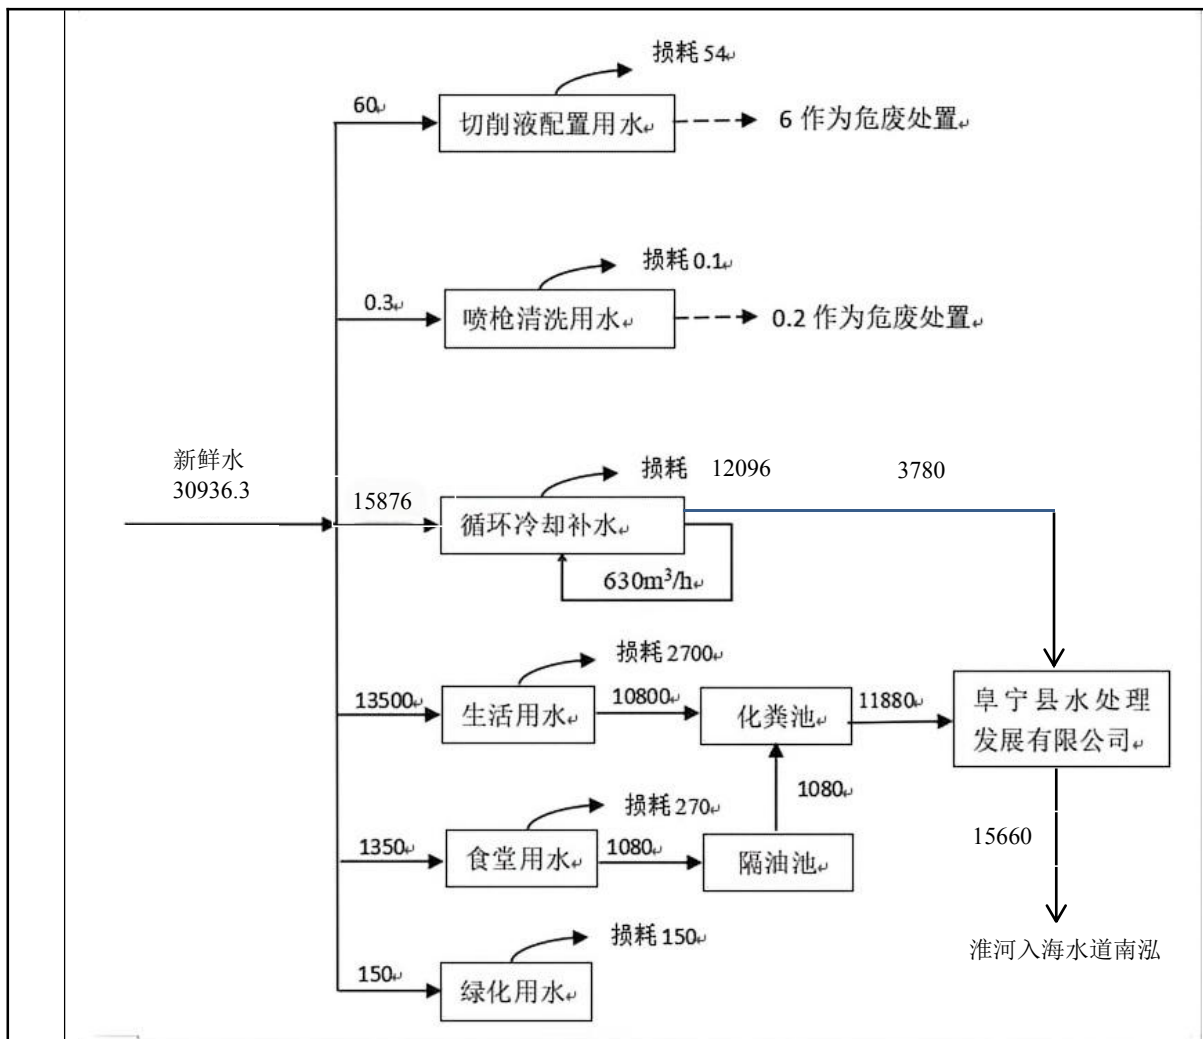 损耗 54
60
切削液配置用水
6 作为危废处置
损耗 0.1
0.3
喷枪清洗用水
0.2 作为危废处置
新鲜水
30936.3
15876
损耗 12096
3780
循环冷却补水
630m³/h
损耗 2700
13500
生活用水
10800
化粪池
11880
阜宁县水处理
发展有限公司
1080
损耗 270
1350
食堂用水
1080
隔油池
15660
损耗 150
150
绿化用水
淮河入海水道南泓